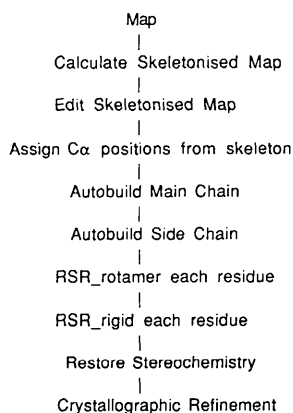 Map
Calculate Skeletonised Map
Edit Skeletonised Map
Assign Cα positions from skeleton
Autobuild Main Chain
Autobuild Side Chain
RSR_rotamer each residue
RSR_rigid each residue
Restore Stereochemistry
Crystallographic Refinement